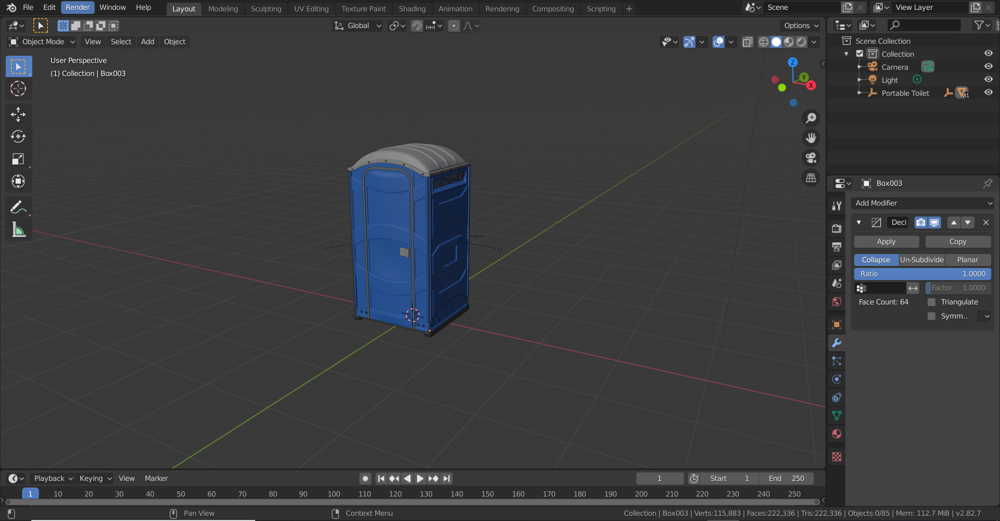 File Edit Render Window Help Layout Modeling Sculpting UV Editing Texture Paint Shading Animation Rendering Compositing Scripting + Scene View Layer
Global Options
Object Mode View Select Add Object
User Perspective
(1) Collection | Box003
Z
Y
X
Scene Collection
Collection
Camera
Light
Portable Toilet 81
Box003
Add Modifier
Deci
Apply Copy
Collapse Un-Subdivide Planar
Ratio 1.0000
Factor 1.0000
Face Count: 64 Triangulate
Symm..
Playback Keying View Marker 1 Start 1 End 250
1 10 20 30 40 50 60 70 80 90 100 110 120 130 140 150 160 170 180 190 200 210 220 230 240 250
Pan View Context Menu Collection | Box003 | Verts:115,883 | Faces:222,336 | Tris:222,336 | Objects:0/85 | Mem: 112.7 MiB | v2.82.7